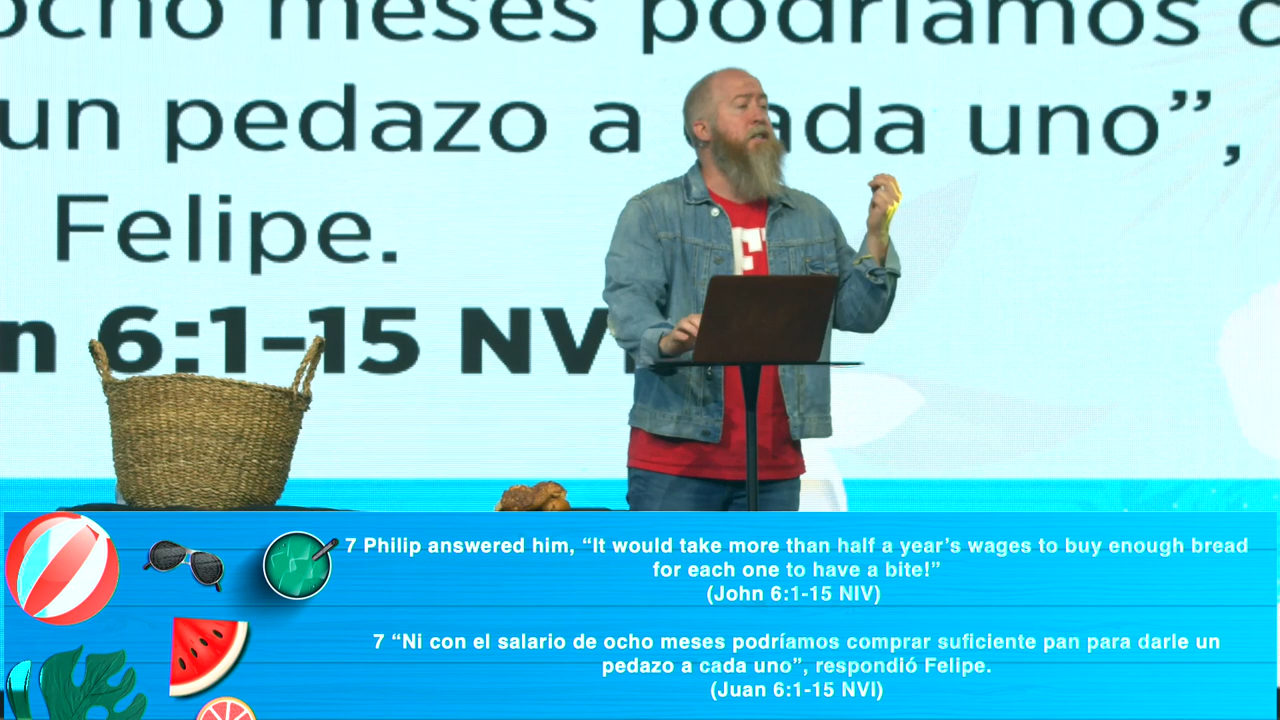 ocho meses podríamos c
un pedazo a cada uno”,
Felipe.
n 6:1-15 NVI
7 Philip answered him, “It would take more than half a year’s wages to buy enough bread
for each one to have a bite!”
(John 6:1-15 NIV)
7 “Ni con el salario de ocho meses podríamos comprar suficiente pan para darle un
pedazo a cada uno”, respondió Felipe.
(Juan 6:1-15 NVI)